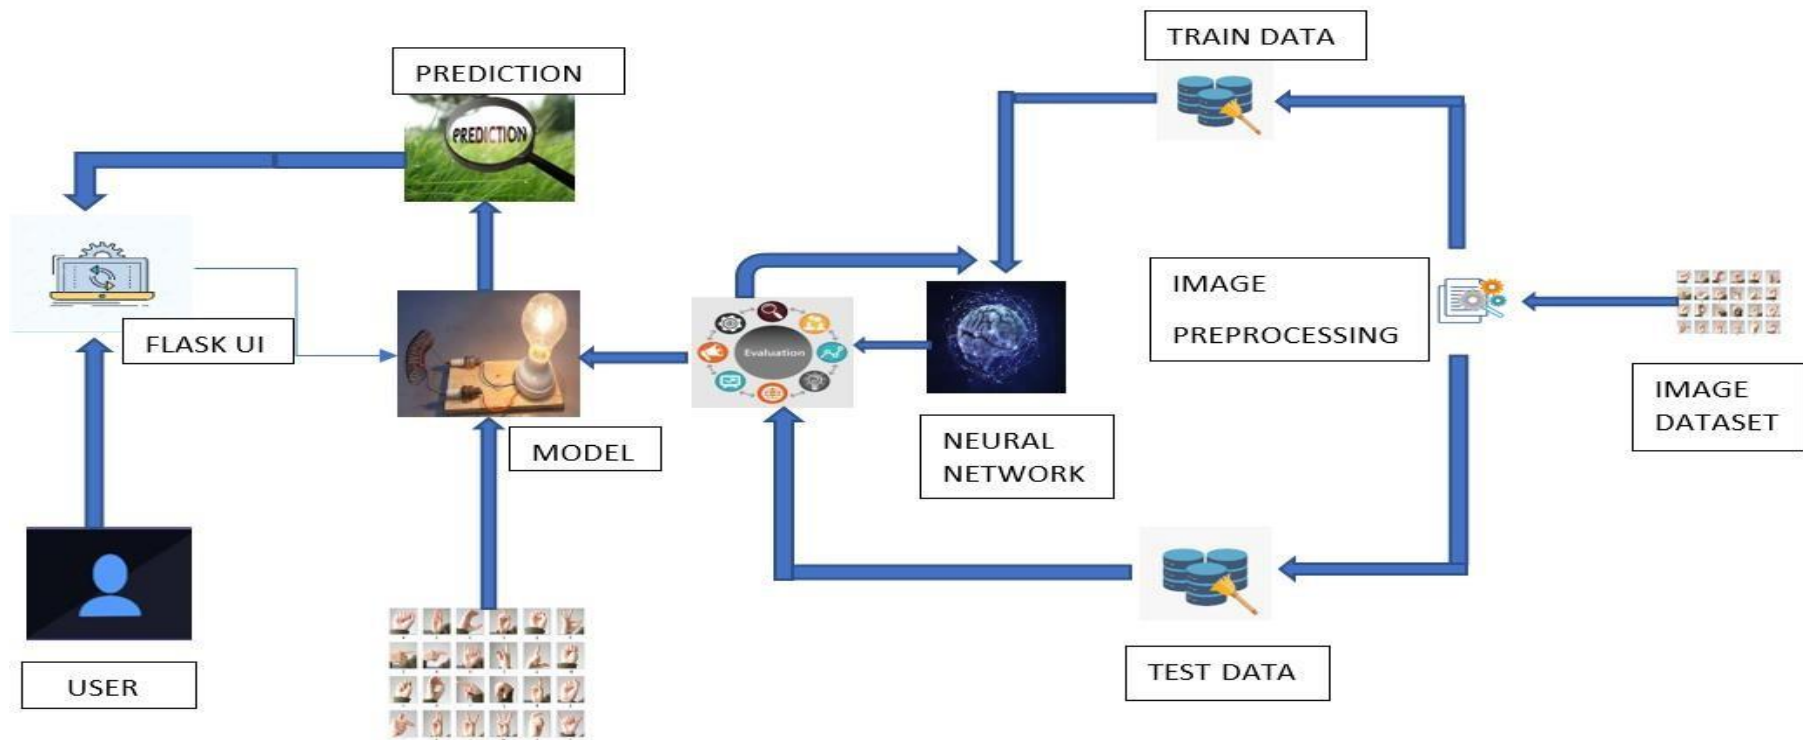 TRAIN DATA
PREDICTION
PREDICTION
IMAGE
PREPROCESSING
FLASK UI
Evaluation
IMAGE
DATASET
MODEL
NEURAL
NETWORK
USER
TEST DATA